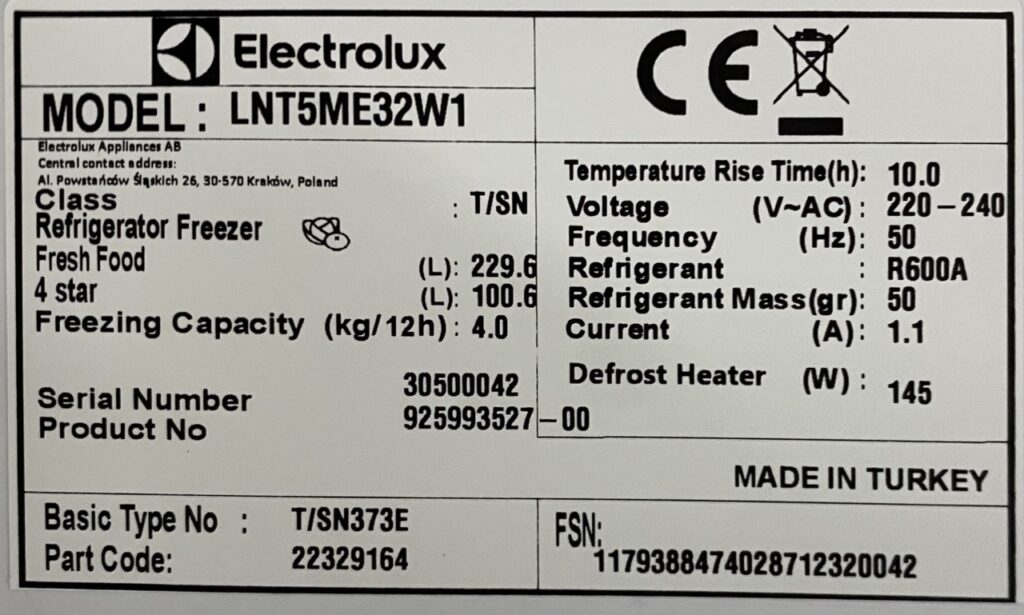 Electrolux
MODEL : LNT5ME32W1
Electrolux Appliances AB
Central contact address:
Al. Powstańców Śląskich 26, 30-570 Kraków, Poland
Class : T/SN
Refrigerator Freezer
Fresh Food (L): 229.6
4 star (L): 100.6
Freezing Capacity (kg/12h) : 4.0
Serial Number 30500042
Product No 925993527-00
CE
Temperature Rise Time(h): 10.0
Voltage (V~AC) : 220-240
Frequency (Hz): 50
Refrigerant : R600A
Refrigerant Mass(gr): 50
Current (A): 1.1
Defrost Heater (W) : 145
MADE IN TURKEY
Basic Type No : T/SN373E
Part Code: 22329164
FSN:
1179388474028712320042